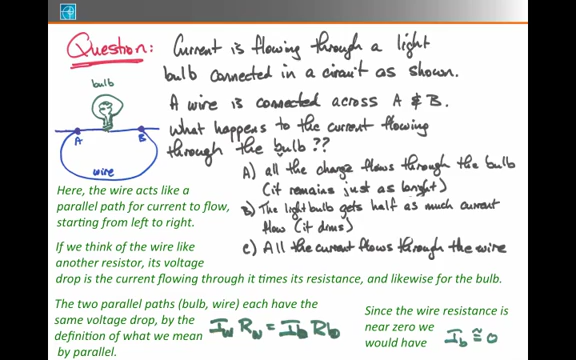 Question: Current is flowing through a light
bulb connected in a circuit as shown.
bulb
A wire is connected across A & B.
What happens to the current flowing
through the bulb??
A
B
wire
A) all the charge flows through the bulb
(it remains just as bright)
B) The light bulb gets half as much current
flow (it dims)
C) All the current flows through the wire
Here, the wire acts like a
parallel path for current to flow,
starting from left to right.
If we think of the wire like
another resistor, its voltage
drop is the current flowing through it times its resistance, and likewise for the bulb.
The two parallel paths (bulb, wire) each have the
same voltage drop, by the
definition of what we mean
by parallel.
I_w R_w = I_b R_b
Since the wire resistance is
near zero we
would have
I_b ≅ 0